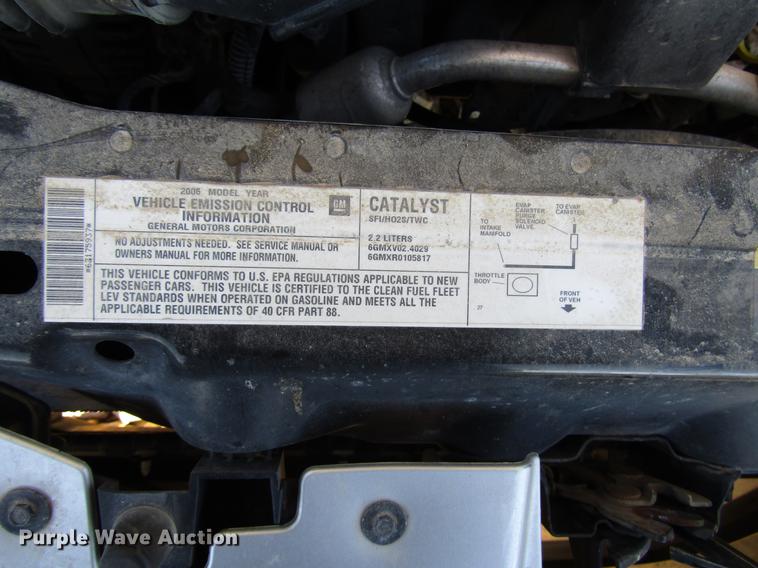 2006 MODEL YEAR
VEHICLE EMISSION CONTROL
INFORMATION
GENERAL MOTORS CORPORATION
GM
NO ADJUSTMENTS NEEDED. SEE SERVICE MANUAL OR
OWNERS MANUAL FOR MORE INFORMATION.
THIS VEHICLE CONFORMS TO U.S. EPA REGULATIONS APPLICABLE TO NEW
PASSENGER CARS. THIS VEHICLE IS CERTIFIED TO THE CLEAN FUEL FLEET
LEV STANDARDS WHEN OPERATED ON GASOLINE AND MEETS ALL THE
APPLICABLE REQUIREMENTS OF 40 CFR PART 88.
CATALYST
SFI/HO2S/TWC
2.2 LITERS
6GMXV02.4029
6GMXR0105817
TO
INTAKE
MANIFOLD
EVAP
CANISTER
PURGE
SOLENOID
VALVE
TO EVAP
CANISTER
THROTTLE
BODY
FRONT
OF VEH
27
Purple Wave Auction